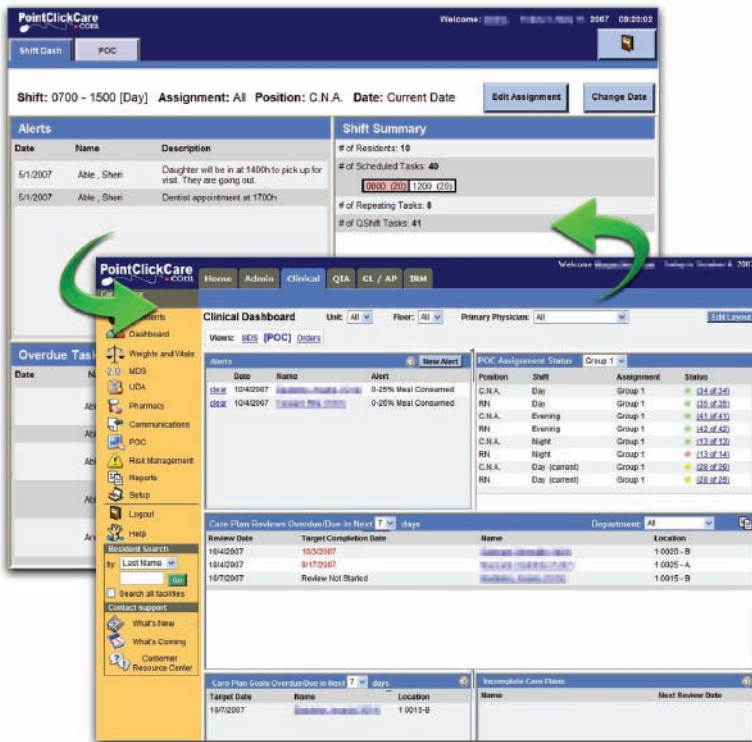 PointClickCare
.com
Welcome: 2007 09:20:02
Shift Dash POC
Shift: 0700 - 1500 [Day] Assignment: All Position: C.N.A. Date: Current Date Edit Assignment Change Date
Alerts
Date Name Description
5/1/2007 Able , Sheri Daughter will be in at 1400h to pick up for
visit. They are going out.
5/1/2007 Able , Sheri Dentist appointment at 1700h
Shift Summary
# of Residents: 10
# of Scheduled Tasks: 40
0800 (20) 1200 (20)
# of Repeating Tasks: 8
# of QShift Tasks: 41
Overdue
Date
PointClickCare
.com
Welcome 2007
Home Admin Clinical QIA GL / AP IRM
Dashboard
Weights and Vitals
2.0 MDS
UDA
Pharmacy
Communications
POC
Risk Management
Reports
Setup
Logout
Help
Resident Search
by: Last Name
Go
Search all facilities
Contact support
What's New
What's Coming
Customer
Resource Center
Clinical Dashboard Unit: All Floor: All Primary Physician: All Edit Layout
Views: MDS [POC] Orders
Alerts New Alert
Date Name Alert
clear 10/4/2007 0-25% Meal Consumed
clear 10/4/2007 0-25% Meal Consumed
POC Assignment Status Group 1
Position Shift Assignment Status
C.N.A. Day Group 1 (34 of 34)
RN Day Group 1 (35 of 35)
C.N.A. Evening Group 1 (41 of 41)
RN Evening Group 1 (42 of 42)
C.N.A. Night Group 1 (13 of 13)
RN Night Group 1 (13 of 14)
C.N.A. Day (current) Group 1 (28 of 29)
RN Day (current) Group 1 (28 of 29)
Care Plan Reviews Overdue/Due in Next 7 days Department: All
Review Date Target Completion Date Name Location
10/4/2007 10/3/2007 1 0020 - B
10/4/2007 9/17/2007 1 0025 - A
10/7/2007 Review Not Started 1 0015 - B
Care Plan Goals Overdue/Due in Next 7 days
Target Date Name Location
10/7/2007 1 0015-B
Incomplete Care Plans
Name Next Review Date